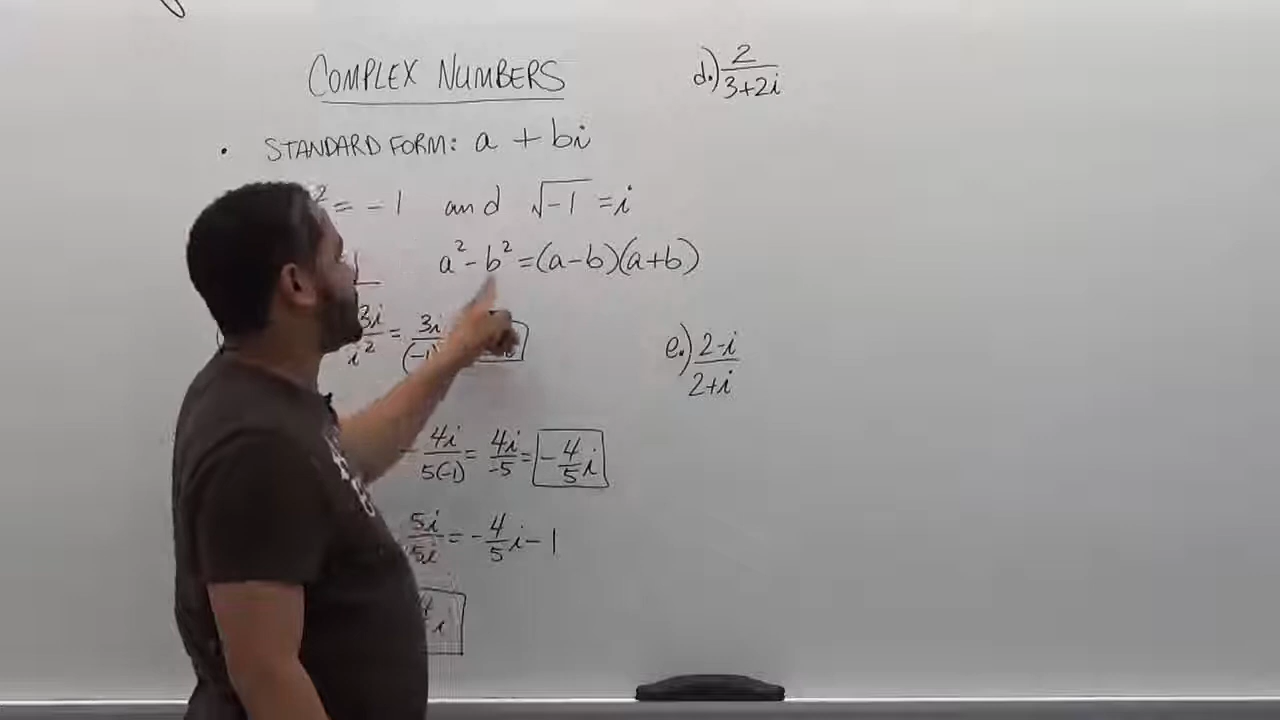 COMPLEX NUMBERS
• STANDARD FORM: a + bi
² = -1 and √-1 = i
a² - b² = (a-b)(a+b)
3i/i² = 3i/(-1)
4i/5(-1) = 4i/-5 = -4/5 i
5i/5i = -4/5 i - 1
d.) 2/3+2i
e.) 2-i/2+i